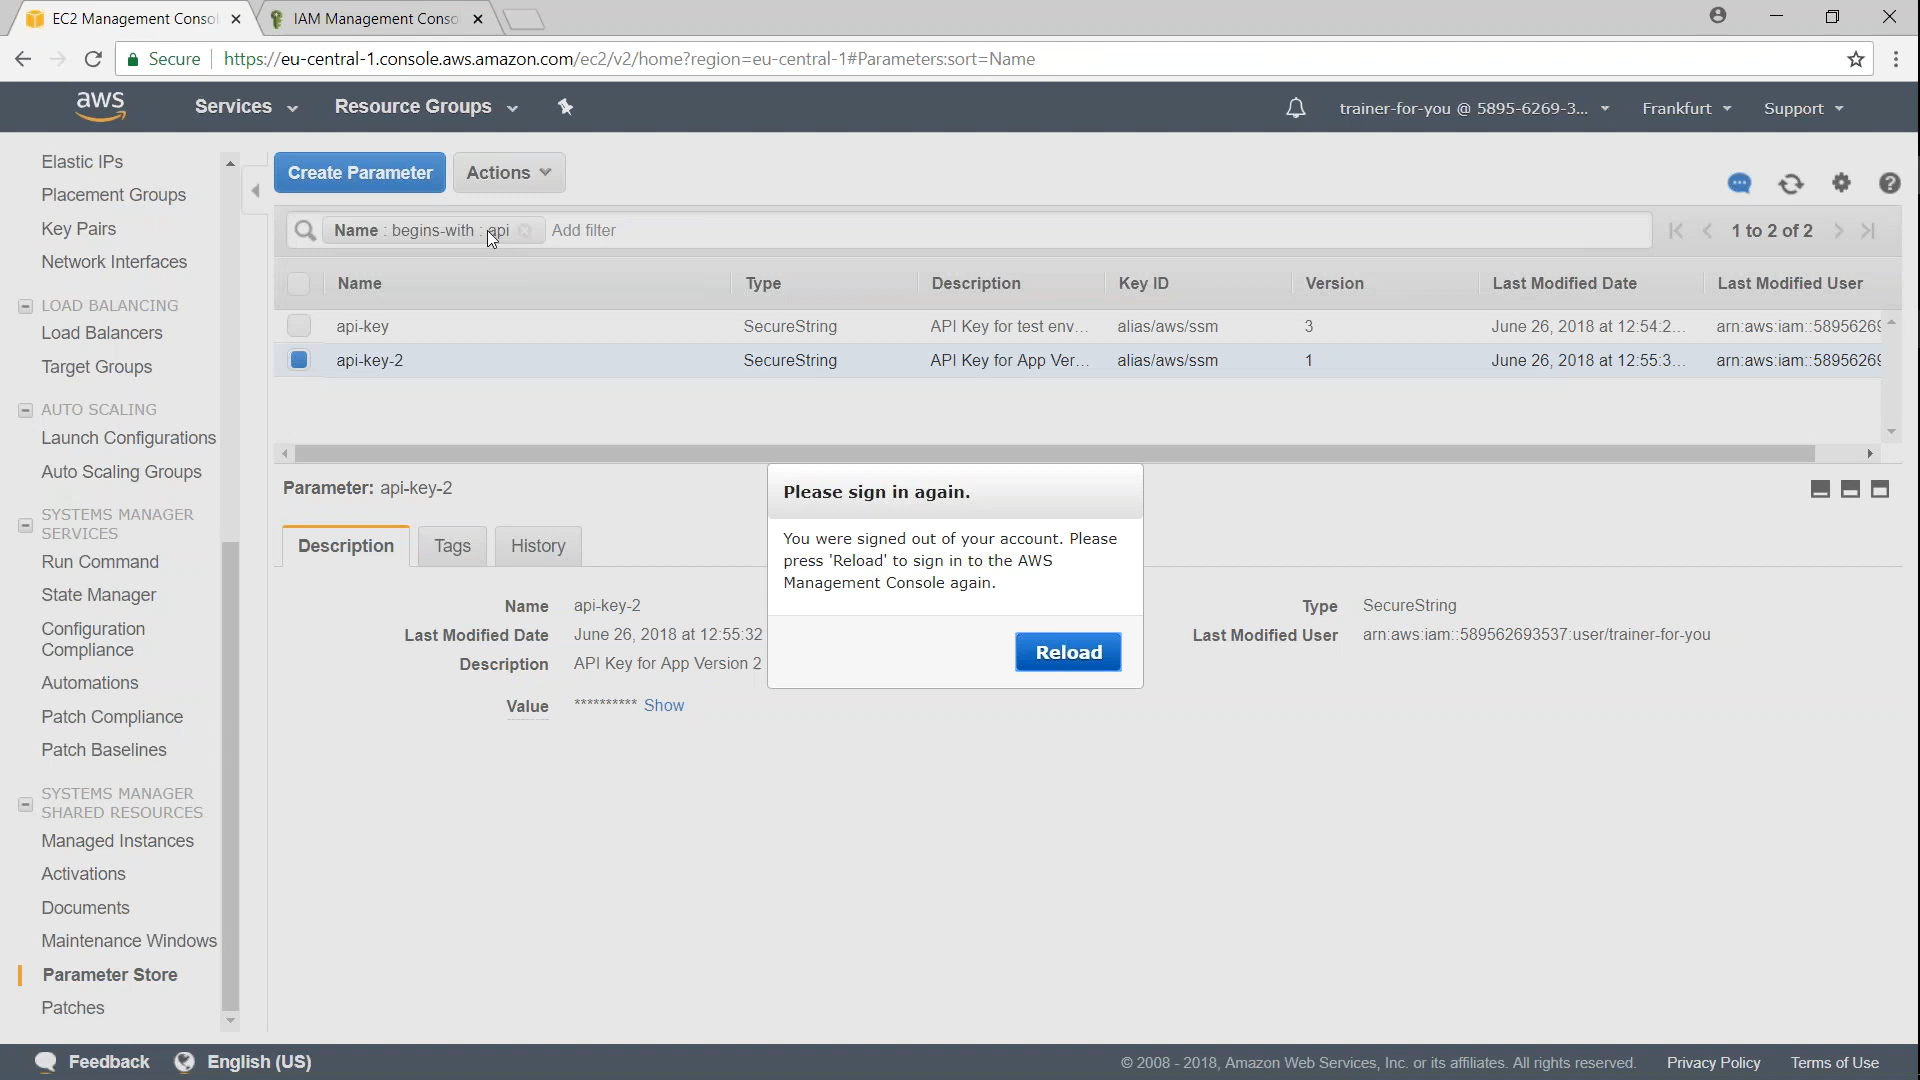 EC2 Management Consol
IAM Management Conso
Secure
https://eu-central-1.console.aws.amazon.com/ec2/v2/home?region=eu-central-1#Parameters:sort=Name
aws
Services
Resource Groups
trainer-for-you @ 5895-6269-3...
Frankfurt
Support
Elastic IPs
Placement Groups
Key Pairs
Network Interfaces
LOAD BALANCING
Load Balancers
Target Groups
AUTO SCALING
Launch Configurations
Auto Scaling Groups
SYSTEMS MANAGER
SERVICES
Run Command
State Manager
Configuration
Compliance
Automations
Patch Compliance
Patch Baselines
SYSTEMS MANAGER
SHARED RESOURCES
Managed Instances
Activations
Documents
Maintenance Windows
Parameter Store
Patches
Create Parameter
Actions
Name : begins-with : api
Add filter
1 to 2 of 2
Name Type Description Key ID Version Last Modified Date Last Modified User
api-key SecureString API Key for test env... alias/aws/ssm 3 June 26, 2018 at 12:54:2... arn:aws:iam::58956269
api-key-2 SecureString API Key for App Ver... alias/aws/ssm 1 June 26, 2018 at 12:55:3... arn:aws:iam::58956269
Parameter: api-key-2
Description
Tags
History
Name api-key-2
Last Modified Date June 26, 2018 at 12:55:32
Description API Key for App Version 2
Value ********** Show
Type SecureString
Last Modified User arn:aws:iam::589562693537:user/trainer-for-you
Please sign in again.
You were signed out of your account. Please
press 'Reload' to sign in to the AWS
Management Console again.
Reload
Feedback
English (US)
© 2008 - 2018, Amazon Web Services, Inc. or its affiliates. All rights reserved.
Privacy Policy
Terms of Use